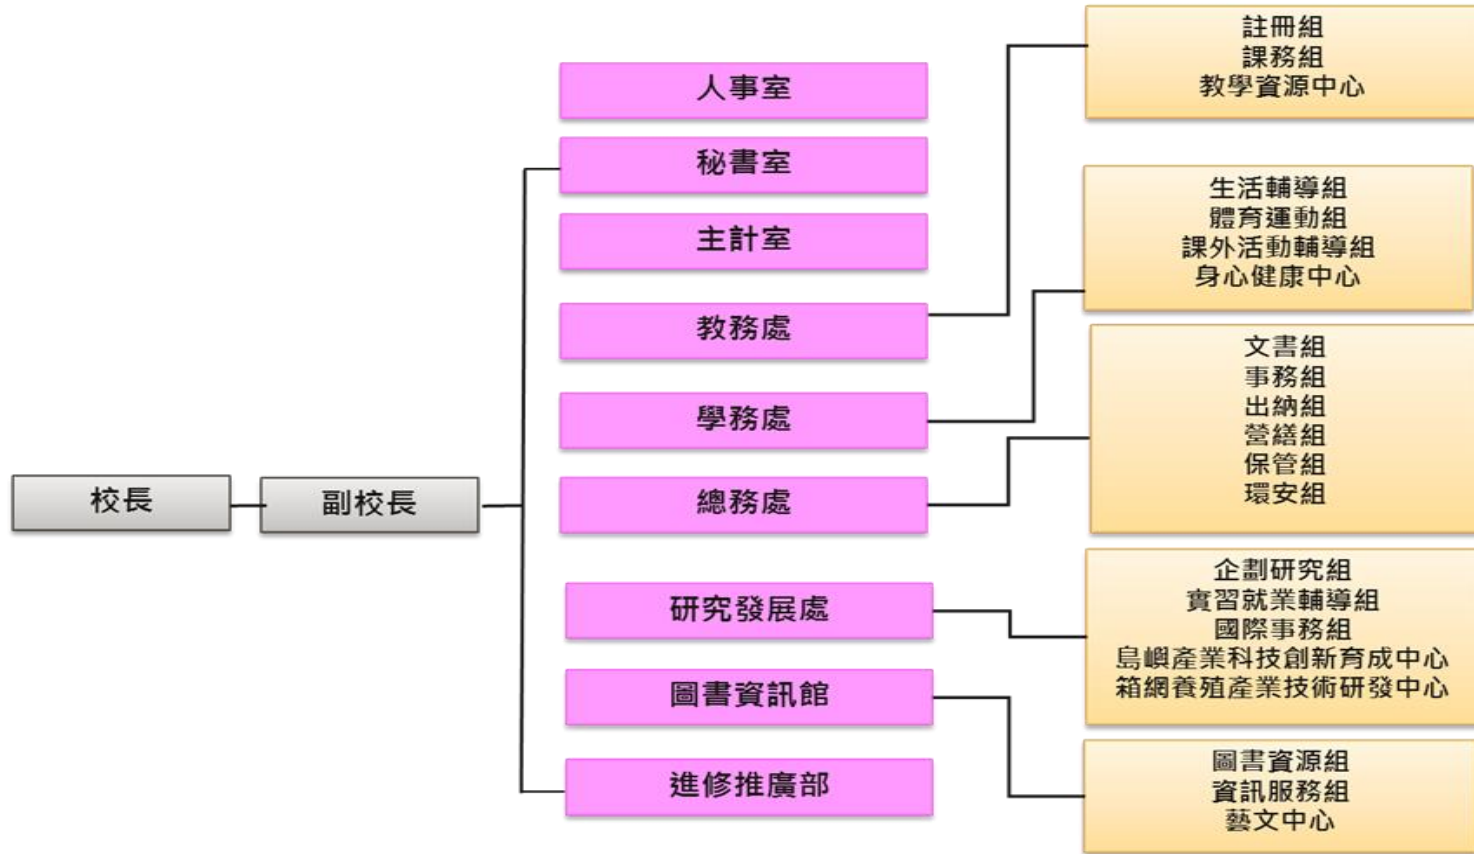 校長
副校長
人事室
秘書室
主計室
教務處
學務處
總務處
研究發展處
圖書資訊館
進修推廣部
註冊組
課務組
教學資源中心
生活輔導組
體育運動組
課外活動輔導組
身心健康中心
文書組
事務組
出納組
營繕組
保管組
環安組
企劃研究組
實習就業輔導組
國際事務組
島嶼產業科技創新育成中心
箱網養殖產業技術研發中心
圖書資源組
資訊服務組
藝文中心